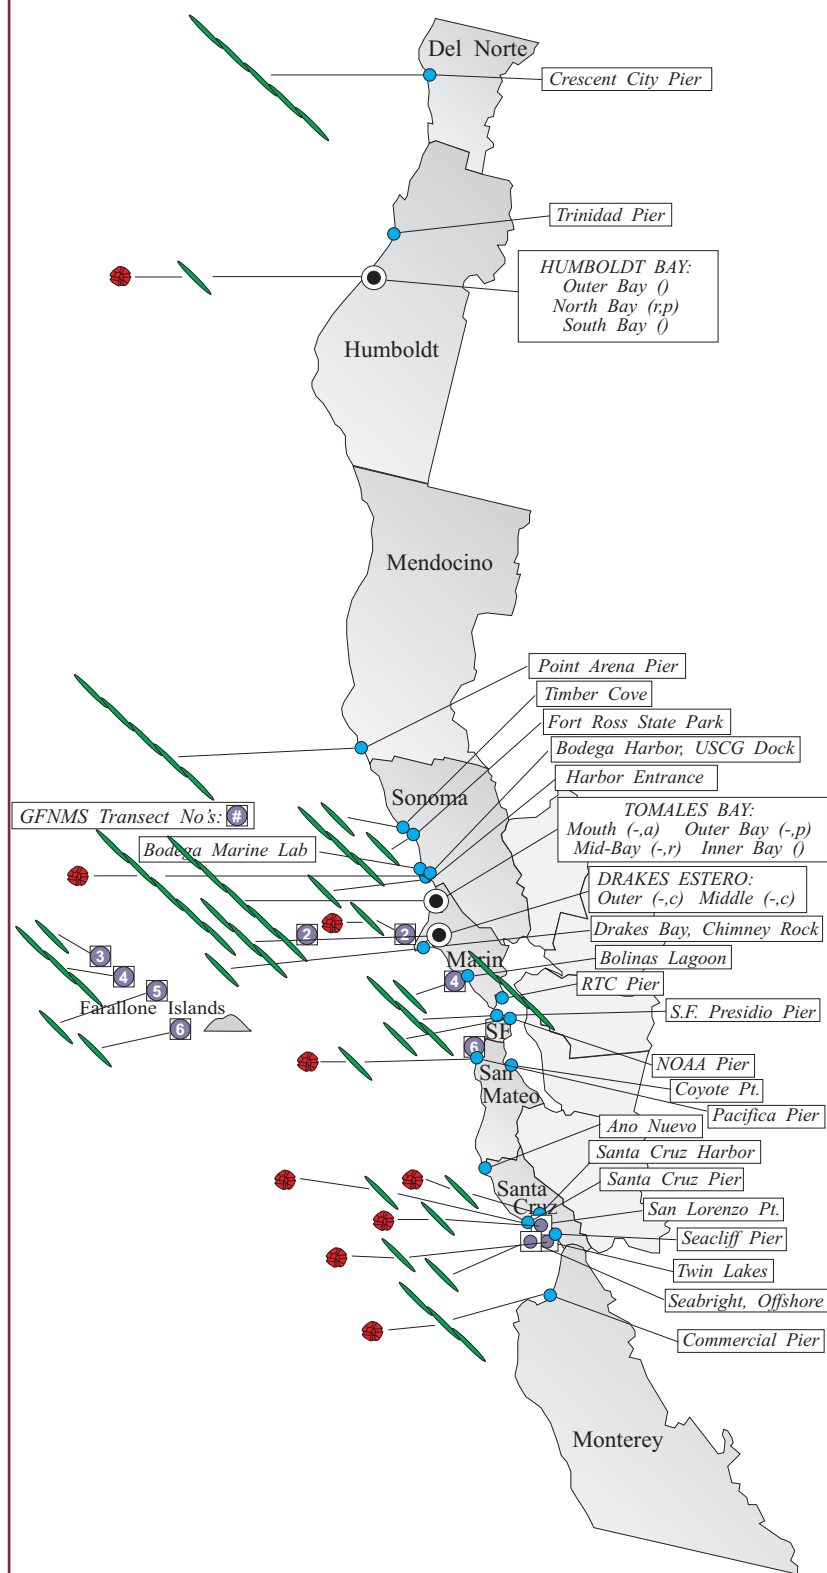 Del Norte
Crescent City Pier
Trinidad Pier
HUMBOLDT BAY:
Outer Bay ()
North Bay (r,p)
South Bay ()
Humboldt
Mendocino
Point Arena Pier
Timber Cove
Fort Ross State Park
Bodega Harbor, USCG Dock
Harbor Entrance
Sonoma
GFNMS Transect No's: #
TOMALES BAY:
Mouth (-,a) Outer Bay (-,p)
Mid-Bay (-,r) Inner Bay ()
Bodega Marine Lab
DRAKES ESTERO:
Outer (-,c) Middle (-,c)
2
2
Drakes Bay, Chimney Rock
3
Marin
Bolinas Lagoon
4
4
RTC Pier
5
Farallone Islands
S.F. Presidio Pier
6
SF
6
NOAA Pier
San
Mateo
Coyote Pt.
Pacifica Pier
Ano Nuevo
Santa Cruz Harbor
Santa
Cruz
Santa Cruz Pier
San Lorenzo Pt.
Seacliff Pier
Twin Lakes
Seabright, Offshore
Commercial Pier
Monterey